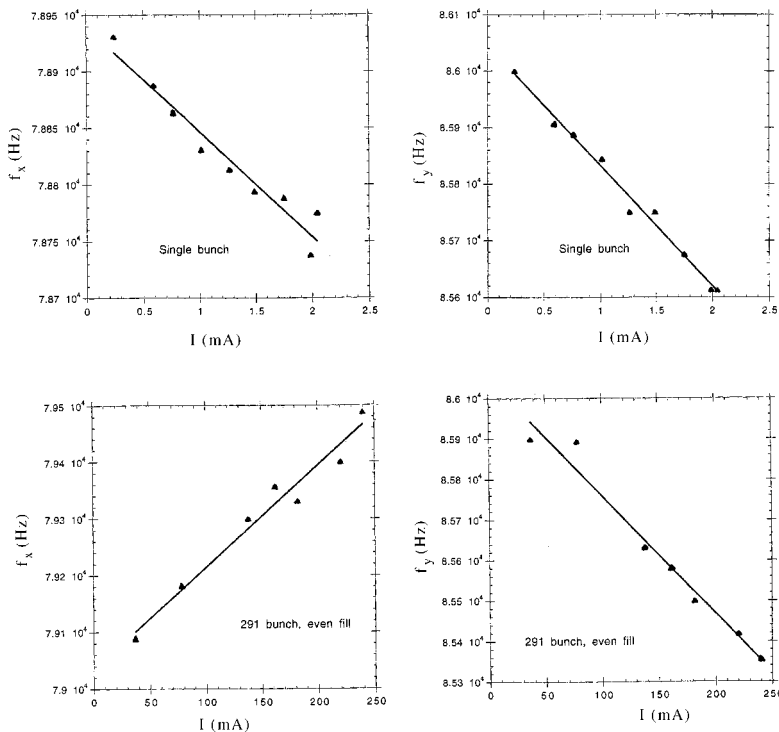 7.895 10⁴
7.89 10⁴
7.885 10⁴
7.88 10⁴
7.875 10⁴
7.87 10⁴
f_x (Hz)
Single bunch
0 0.5 1 1.5 2 2.5
I (mA)
8.61 10⁴
8.6 10⁴
8.59 10⁴
8.58 10⁴
8.57 10⁴
8.56 10⁴
f_y (Hz)
Single bunch
0 0.5 1 1.5 2 2.5
I (mA)
7.95 10⁴
7.94 10⁴
7.93 10⁴
7.92 10⁴
7.91 10⁴
7.9 10⁴
f_x (Hz)
291 bunch, even fill
0 50 100 150 200 250
I (mA)
8.6 10⁴
8.59 10⁴
8.58 10⁴
8.57 10⁴
8.56 10⁴
8.55 10⁴
8.54 10⁴
8.53 10⁴
f_y (Hz)
291 bunch, even fill
0 50 100 150 200 250
I (mA)